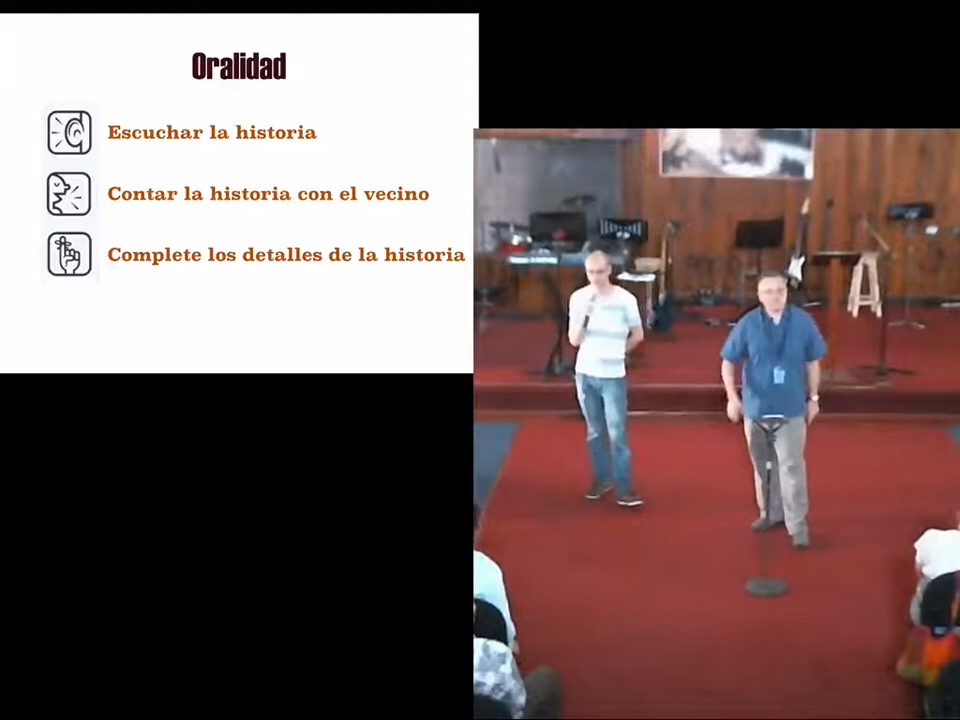 Oralidad
Escuchar la historia
Contar la historia con el vecino
Complete los detalles de la historia